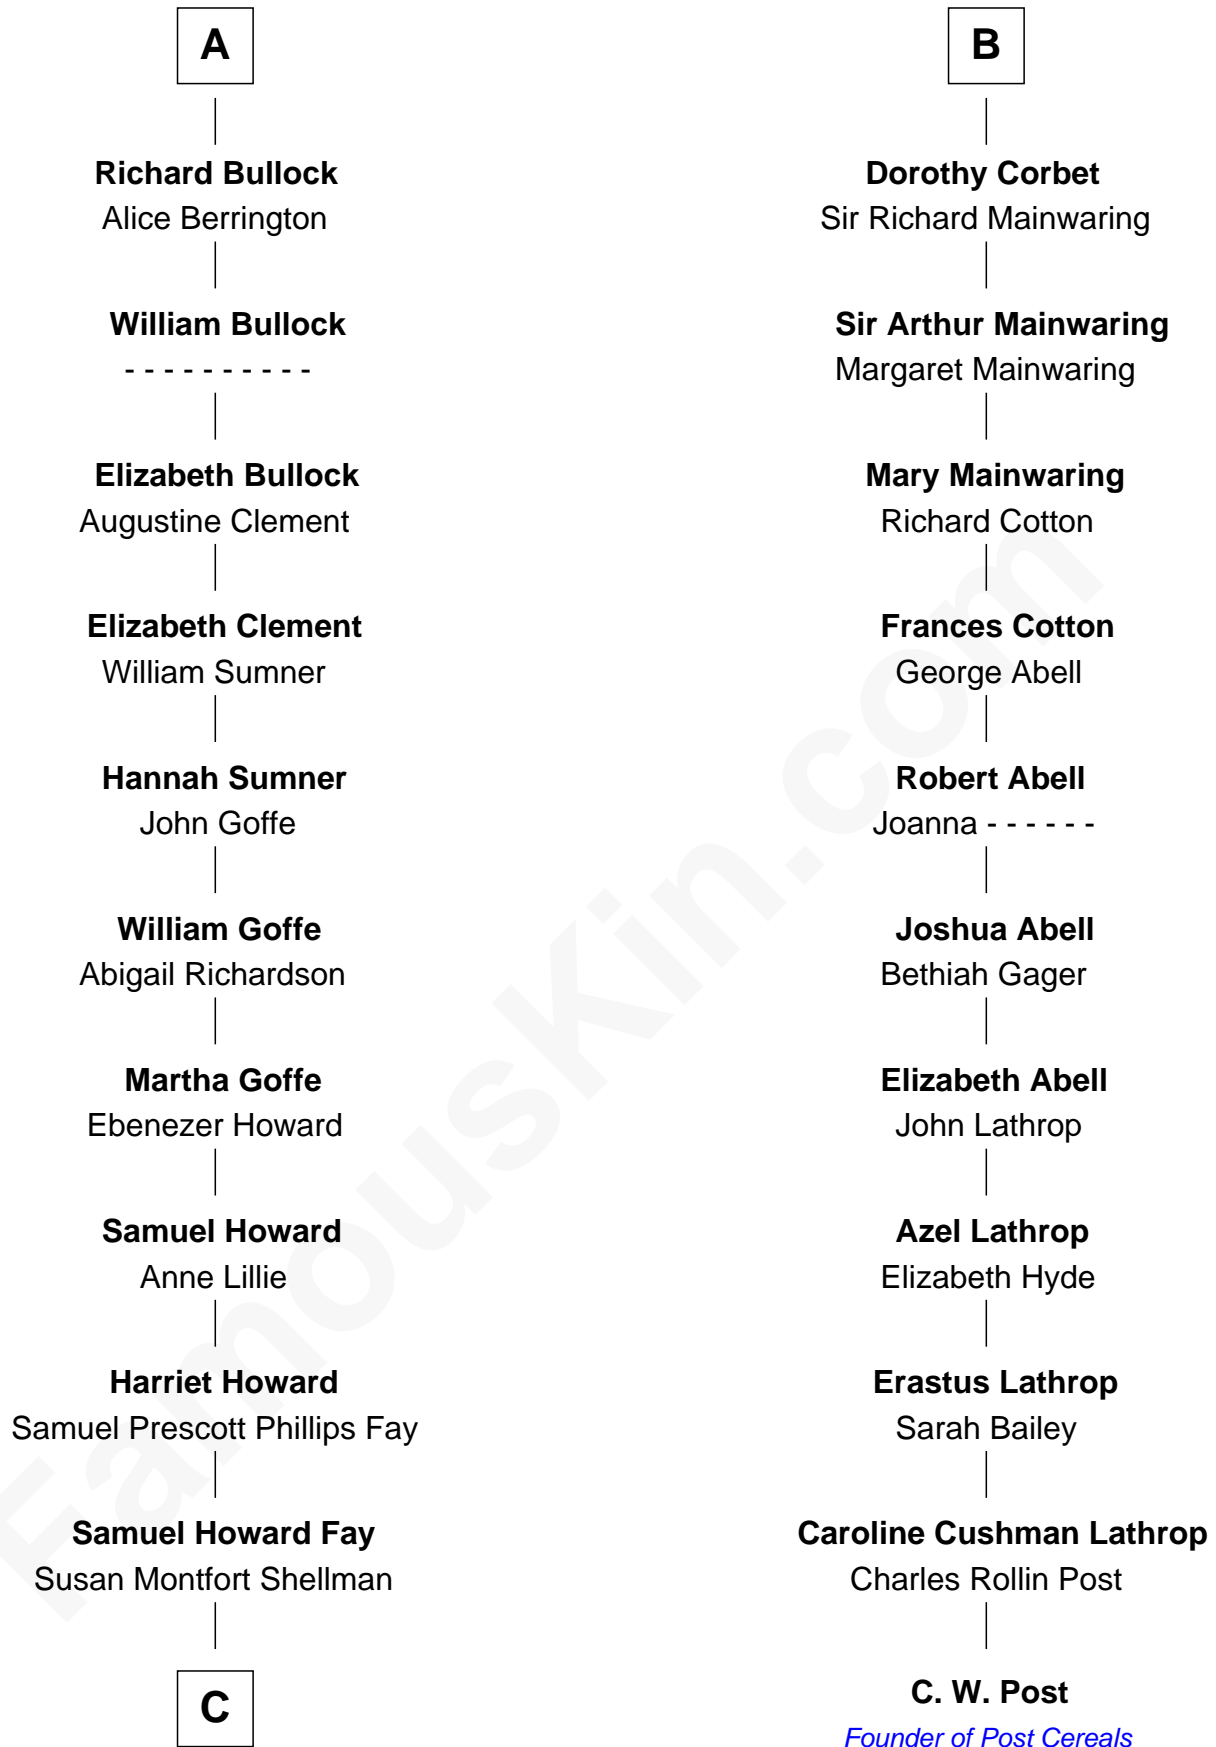 A
Richard Bullock
Alice Berrington
William Bullock
- - - - - - - - - -
Elizabeth Bullock
Augustine Clement
Elizabeth Clement
William Sumner
Hannah Sumner
John Goffe
William Goffe
Abigail Richardson
Martha Goffe
Ebenezer Howard
Samuel Howard
Anne Lillie
Harriet Howard
Samuel Prescott Phillips Fay
Samuel Howard Fay
Susan Montfort Shellman
C
B
Dorothy Corbet
Sir Richard Mainwaring
Sir Arthur Mainwaring
Margaret Mainwaring
Mary Mainwaring
Richard Cotton
Frances Cotton
George Abell
Robert Abell
Joanna - - - - - -
Joshua Abell
Bethiah Gager
Elizabeth Abell
John Lathrop
Azel Lathrop
Elizabeth Hyde
Erastus Lathrop
Sarah Bailey
Caroline Cushman Lathrop
Charles Rollin Post
C. W. Post
Founder of Post Cereals
FamousKin.com